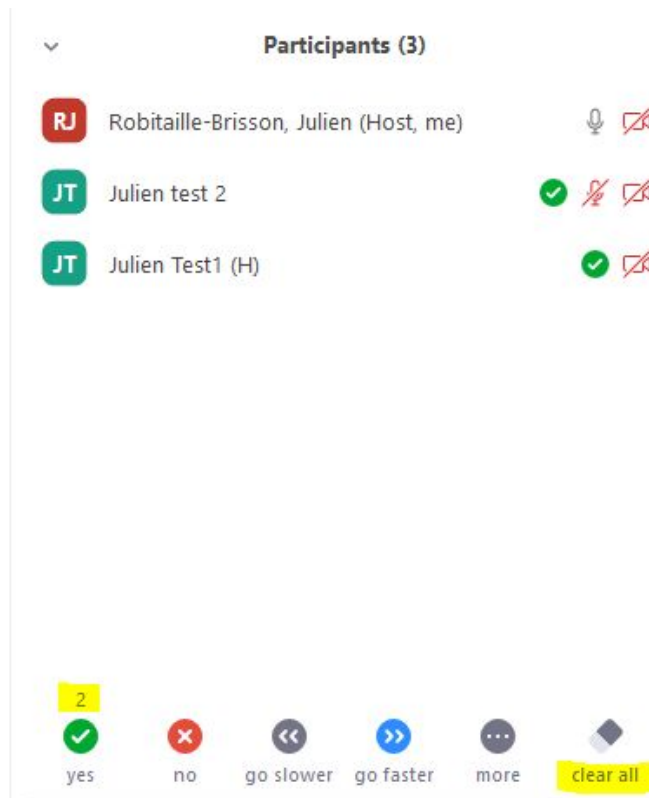 Participants (3)
RJ Robitaille-Brisson, Julien (Host, me)
JT Julien test 2
JT Julien Test1 (H)
2
yes no go slower go faster more clear all